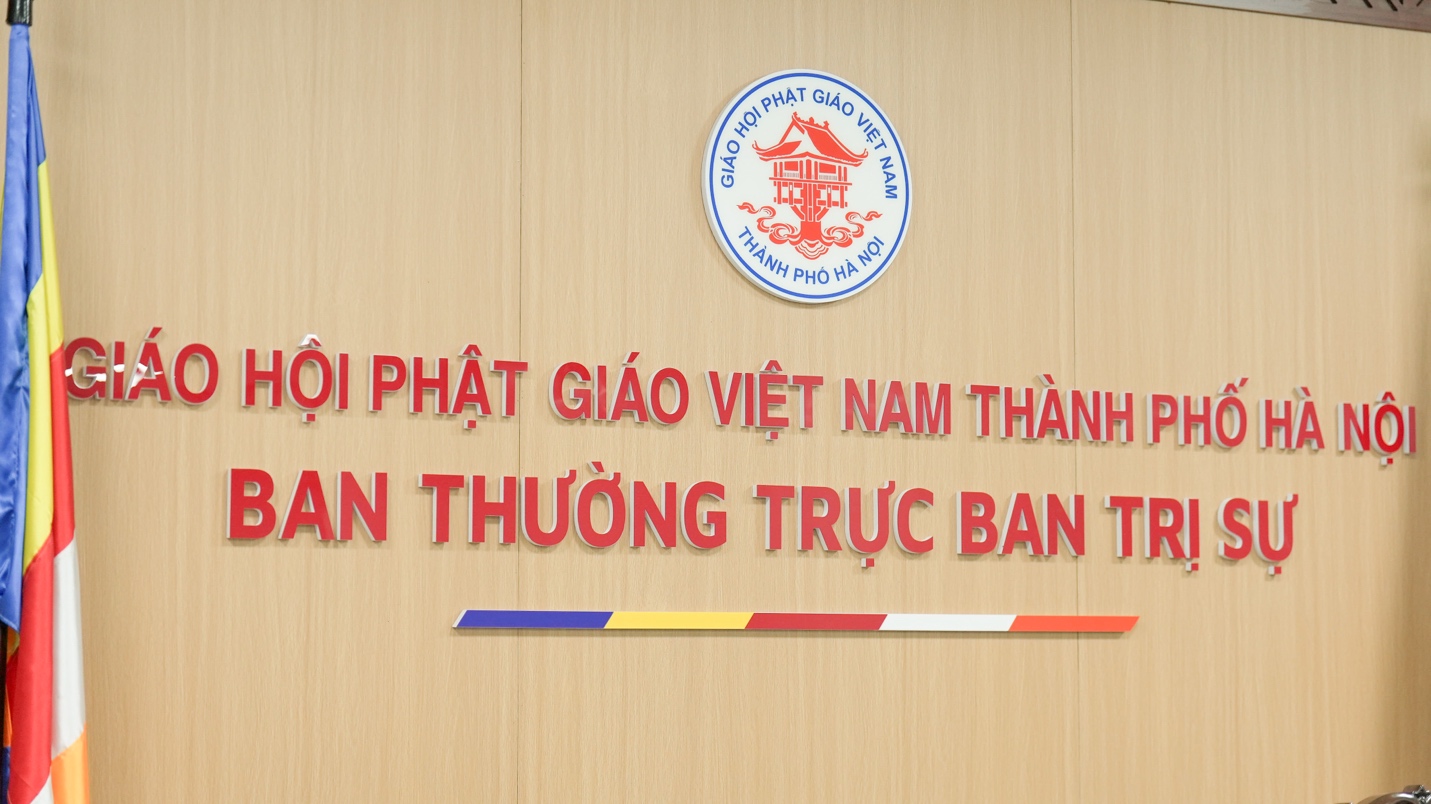 GIÁO HỘI PHẬT GIÁO VIỆT NAM
THÀNH PHỐ HÀ NỘI
GIÁO HỘI PHẬT GIÁO VIỆT NAM THÀNH PHỐ HÀ NỘI
BAN THƯỜNG TRỰC BAN TRỊ SỰ